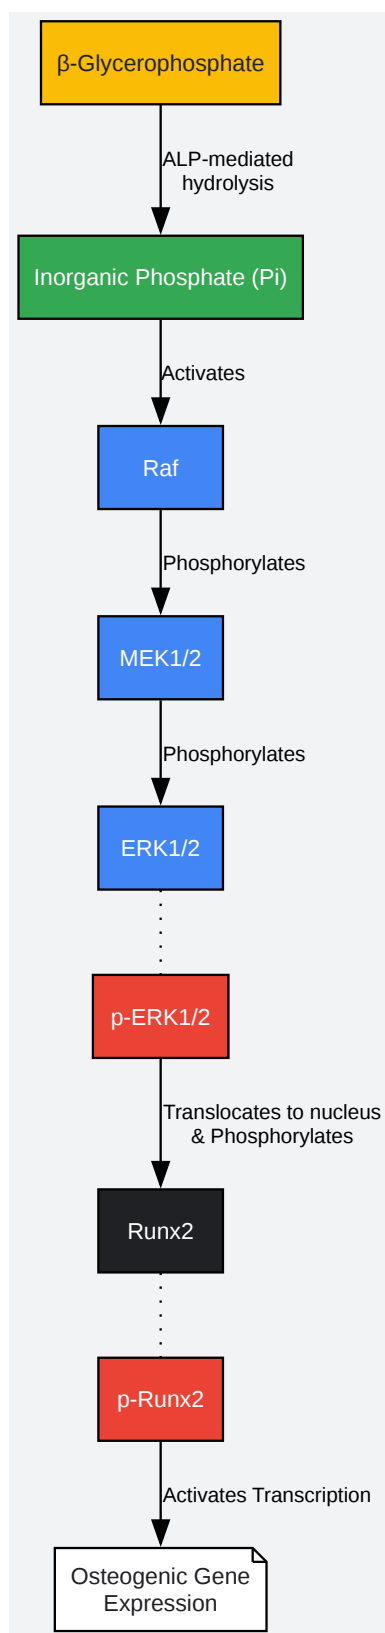 β-Glycerophosphate
ALP-mediated
hydrolysis
Inorganic Phosphate (Pi)
Activates
Raf
Phosphorylates
MEK1/2
Phosphorylates
ERK1/2
p-ERK1/2
Translocates to nucleus
& Phosphorylates
Runx2
p-Runx2
Activates Transcription
Osteogenic Gene
Expression